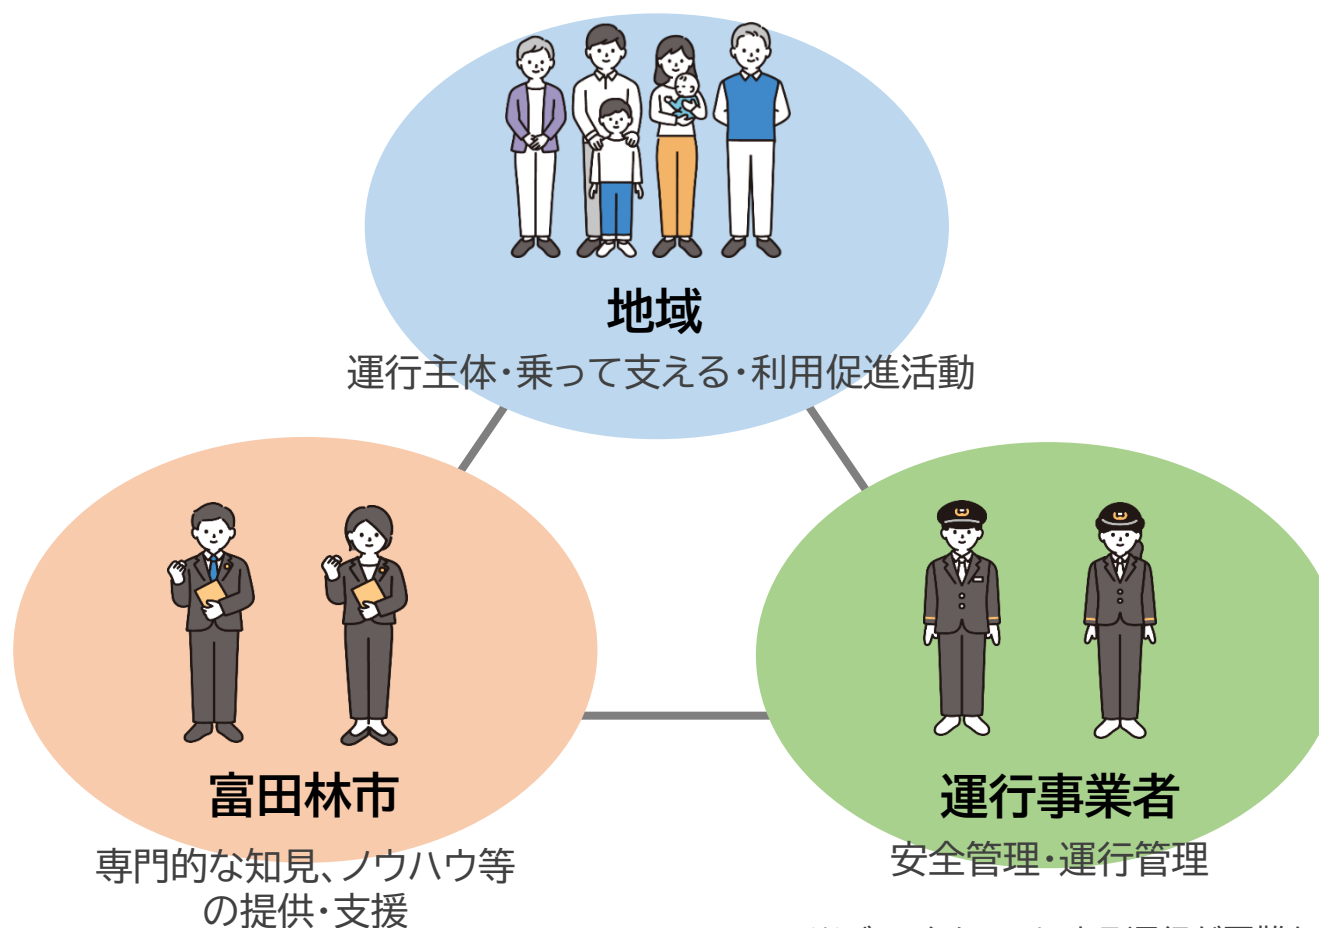 地域
運行主体・乗って支える・利用促進活動
富田林市
専門的な知見、ノウハウ等
の提供・支援
運行事業者
安全管理・運行管理